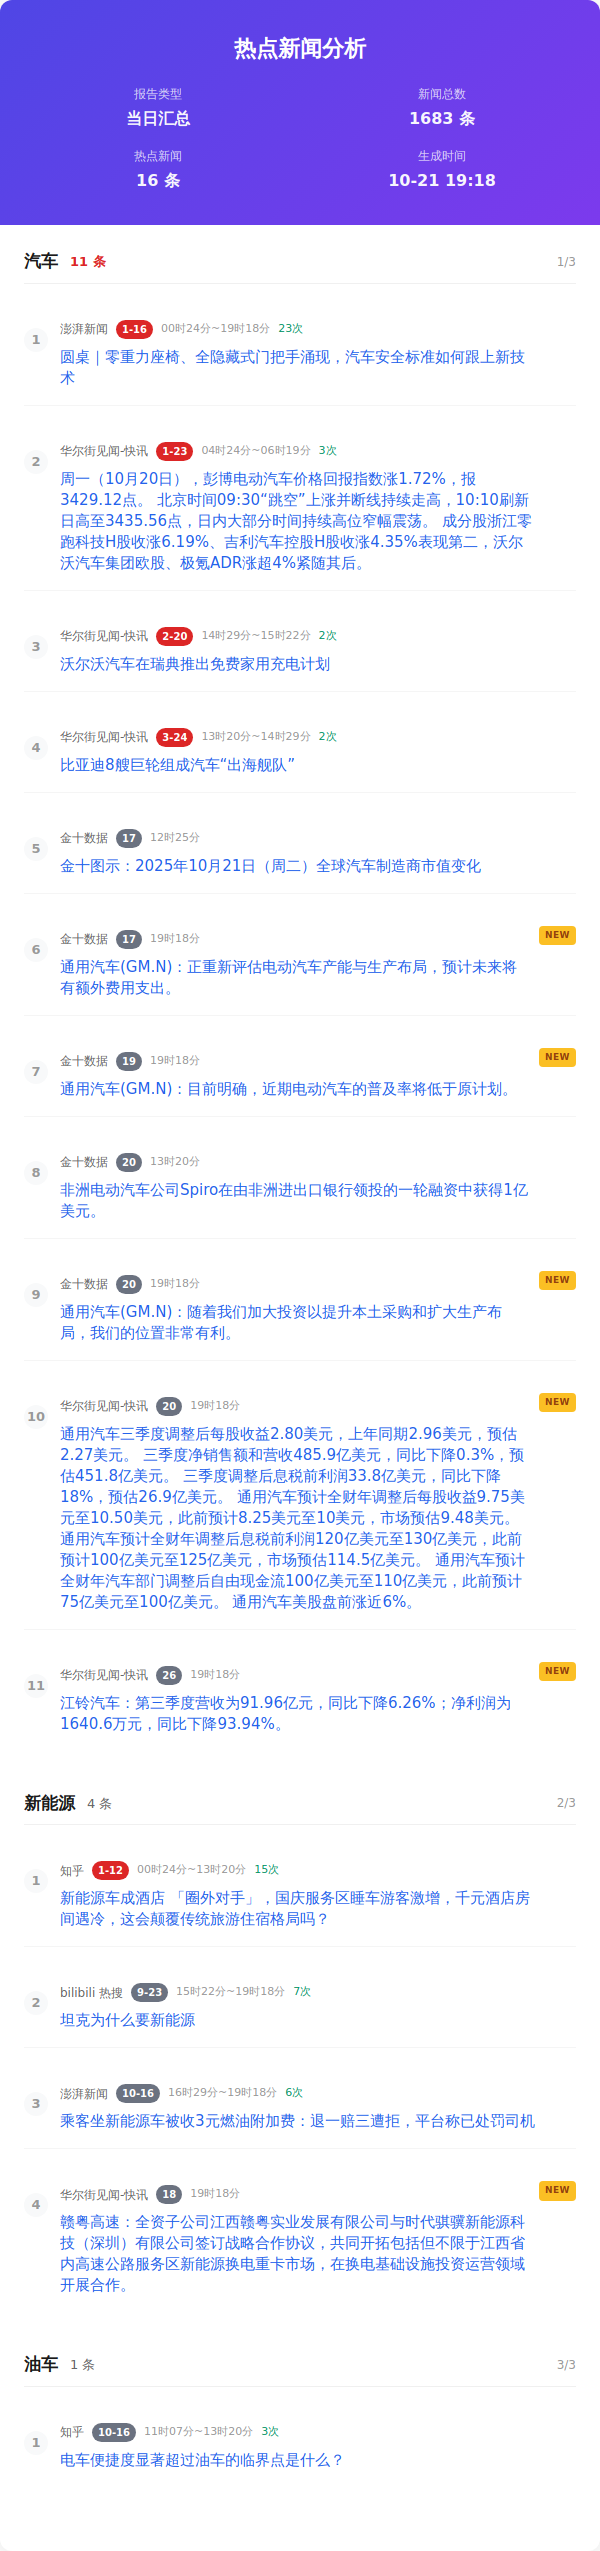 热点新闻分析
报告类型
当日汇总
新闻总数
1683 条
热点新闻
16 条
生成时间
10-21 19:18
汽车 11 条 1/3
1 澎湃新闻 1-16 00时24分~19时18分 23次
圆桌｜零重力座椅、全隐藏式门把手涌现，汽车安全标准如何跟上新技
术
2 华尔街见闻-快讯 1-23 04时24分~06时19分 3次
周一（10月20日），彭博电动汽车价格回报指数涨1.72%，报
3429.12点。 北京时间09:30“跳空”上涨并断线持续走高，10:10刷新
日高至3435.56点，日内大部分时间持续高位窄幅震荡。 成分股浙江零
跑科技H股收涨6.19%、吉利汽车控股H股收涨4.35%表现第二，沃尔
沃汽车集团欧股、极氪ADR涨超4%紧随其后。
3 华尔街见闻-快讯 2-20 14时29分~15时22分 2次
沃尔沃汽车在瑞典推出免费家用充电计划
4 华尔街见闻-快讯 3-24 13时20分~14时29分 2次
比亚迪8艘巨轮组成汽车“出海舰队”
5 金十数据 17 12时25分
金十图示：2025年10月21日（周二）全球汽车制造商市值变化
6 金十数据 17 19时18分 NEW
通用汽车(GM.N)：正重新评估电动汽车产能与生产布局，预计未来将
有额外费用支出。
7 金十数据 19 19时18分 NEW
通用汽车(GM.N)：目前明确，近期电动汽车的普及率将低于原计划。
8 金十数据 20 13时20分
非洲电动汽车公司Spiro在由非洲进出口银行领投的一轮融资中获得1亿
美元。
9 金十数据 20 19时18分 NEW
通用汽车(GM.N)：随着我们加大投资以提升本土采购和扩大生产布
局，我们的位置非常有利。
10 华尔街见闻-快讯 20 19时18分 NEW
通用汽车三季度调整后每股收益2.80美元，上年同期2.96美元，预估
2.27美元。 三季度净销售额和营收485.9亿美元，同比下降0.3%，预
估451.8亿美元。 三季度调整后息税前利润33.8亿美元，同比下降
18%，预估26.9亿美元。 通用汽车预计全财年调整后每股收益9.75美
元至10.50美元，此前预计8.25美元至10美元，市场预估9.48美元。
通用汽车预计全财年调整后息税前利润120亿美元至130亿美元，此前
预计100亿美元至125亿美元，市场预估114.5亿美元。 通用汽车预计
全财年汽车部门调整后自由现金流100亿美元至110亿美元，此前预计
75亿美元至100亿美元。 通用汽车美股盘前涨近6%。
11 华尔街见闻-快讯 26 19时18分 NEW
江铃汽车：第三季度营收为91.96亿元，同比下降6.26%；净利润为
1640.6万元，同比下降93.94%。
新能源 4 条 2/3
1 知乎 1-12 00时24分~13时20分 15次
新能源车成酒店 「圈外对手」，国庆服务区睡车游客激增，千元酒店房
间遇冷，这会颠覆传统旅游住宿格局吗？
2 bilibili 热搜 9-23 15时22分~19时18分 7次
坦克为什么要新能源
3 澎湃新闻 10-16 16时29分~19时18分 6次
乘客坐新能源车被收3元燃油附加费：退一赔三遭拒，平台称已处罚司机
4 华尔街见闻-快讯 18 19时18分 NEW
赣粤高速：全资子公司江西赣粤实业发展有限公司与时代骐骥新能源科
技（深圳）有限公司签订战略合作协议，共同开拓包括但不限于江西省
内高速公路服务区新能源换电重卡市场，在换电基础设施投资运营领域
开展合作。
油车 1 条 3/3
1 知乎 10-16 11时07分~13时20分 3次
电车便捷度显著超过油车的临界点是什么？